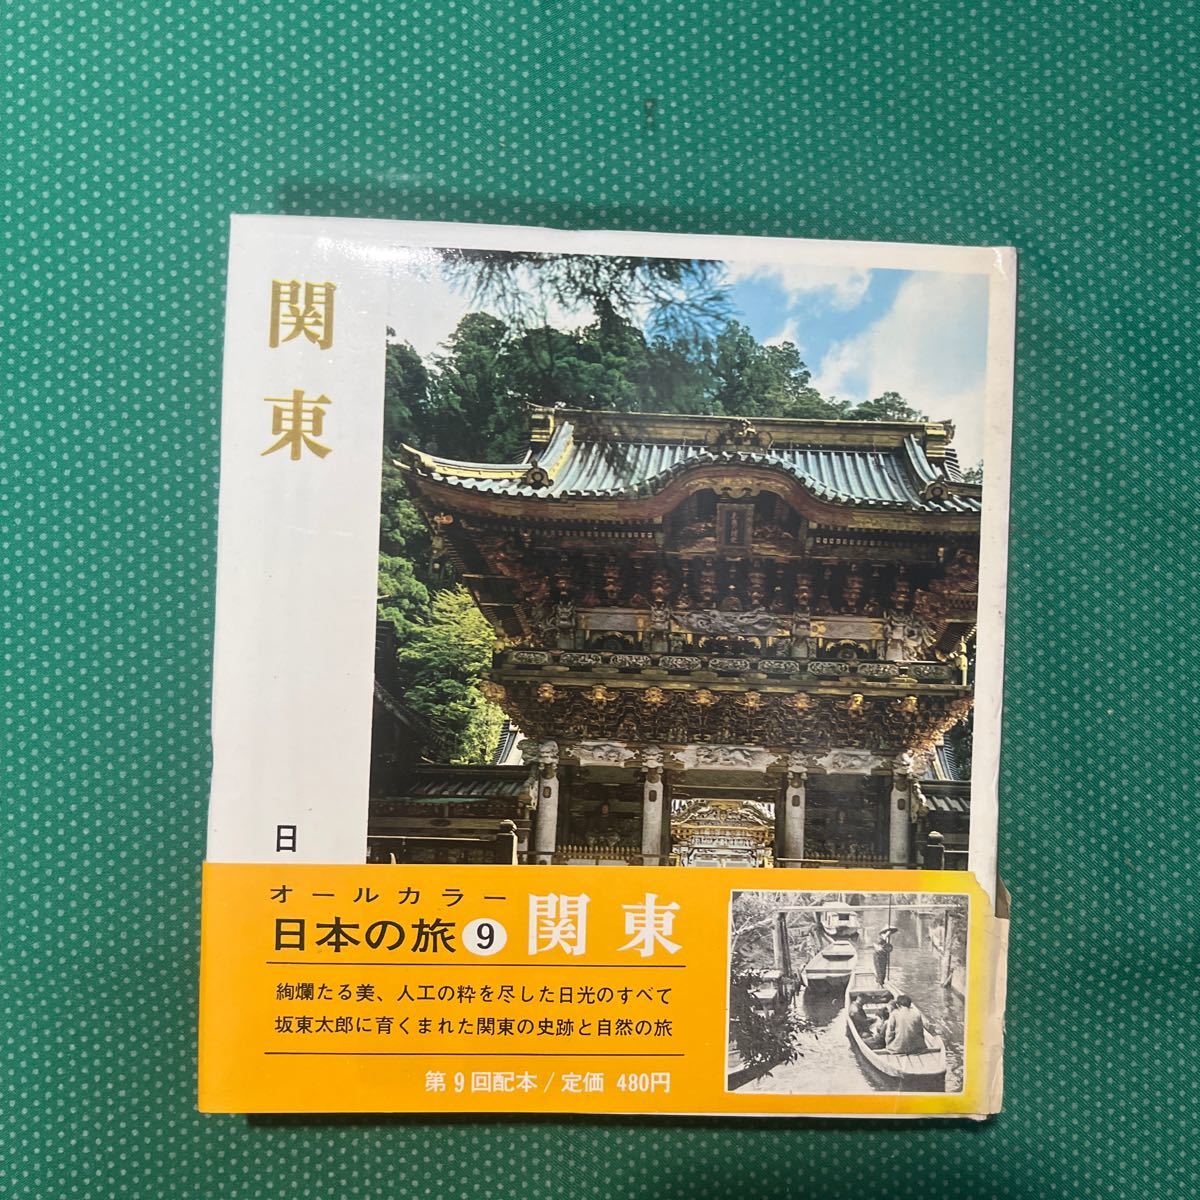 関東
日
オールカラー
日本の旅9 関東
絢爛たる美、人工の粋を尽した日光のすべて
坂東太郎に育くまれた関東の史跡と自然の旅
第9回配本/定価 480円